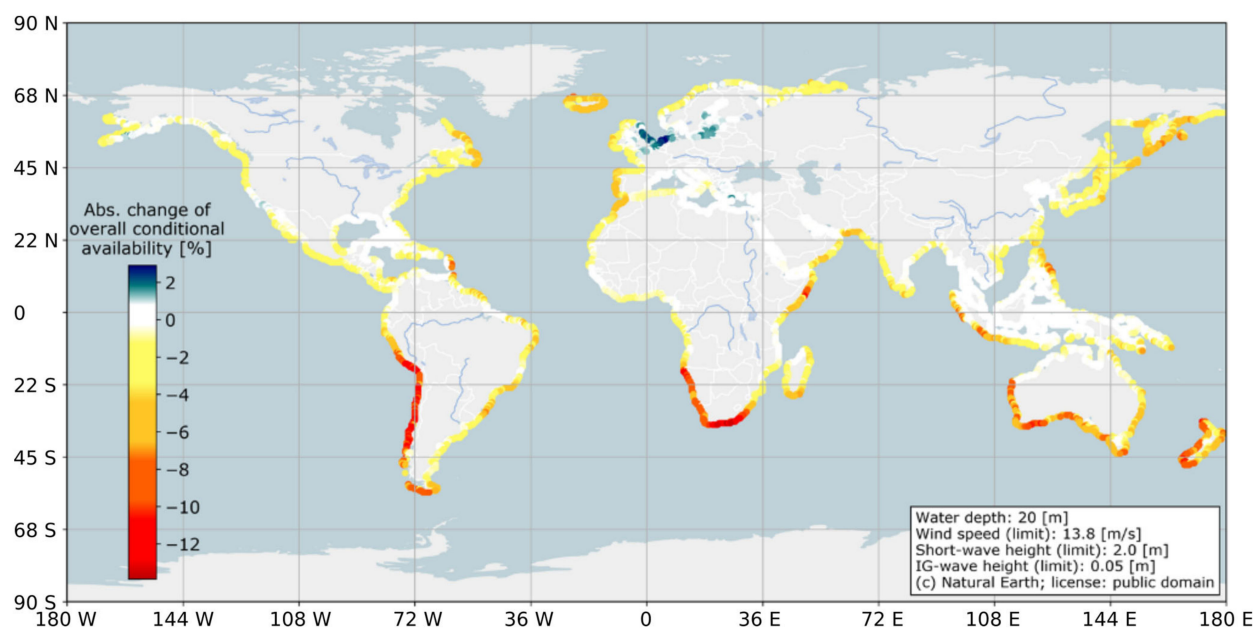 90 N
68 N
45 N
22 N
0
22 S
45 S
68 S
90 S
Abs. change of
overall conditional
availability [%]
2
0
−2
−4
−6
−8
−10
−12
Water depth: 20 [m]
Wind speed (limit): 13.8 [m/s]
Short-wave height (limit): 2.0 [m]
IG-wave height (limit): 0.05 [m]
(c) Natural Earth; license: public domain
180 W 144 W 108 W 72 W 36 W 0 36 E 72 E 108 E 144 E 180 E